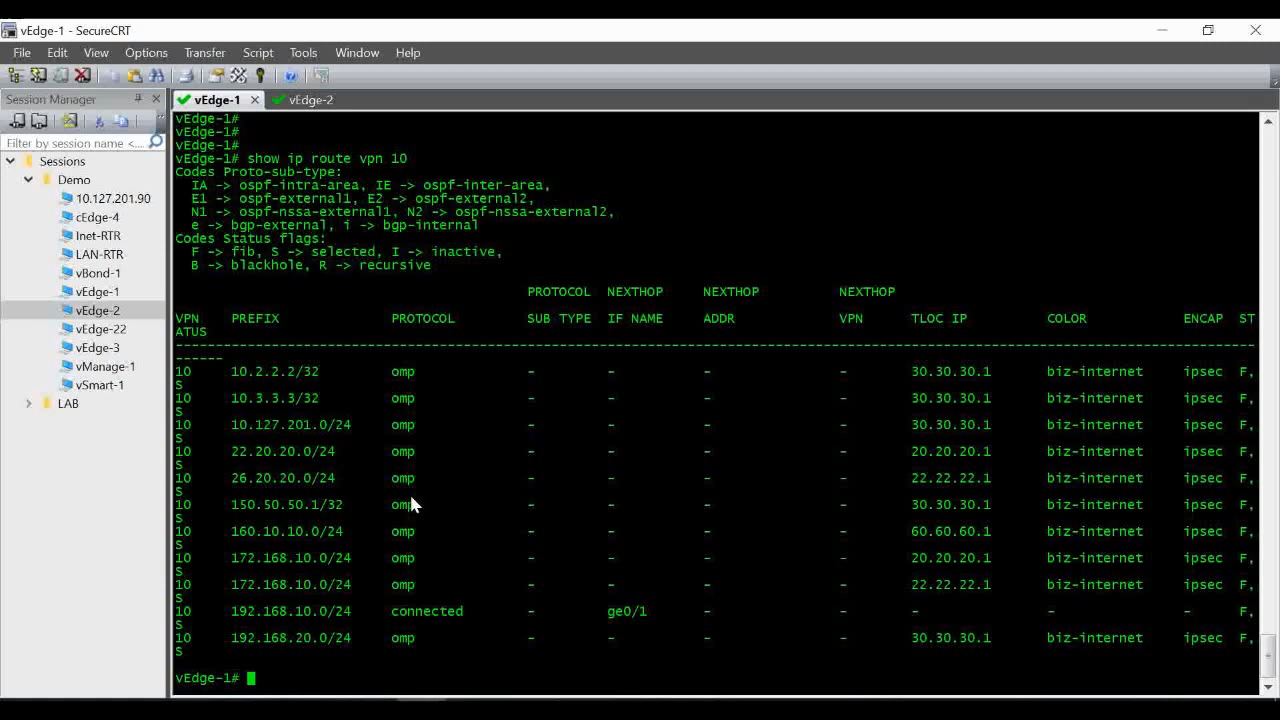 vEdge-1 - SecureCRT
File Edit View Options Transfer Script Tools Window Help
Session Manager
Filter by session name <...
Sessions
Demo
10.127.201.90
cEdge-4
Inet-RTR
LAN-RTR
vBond-1
vEdge-1
vEdge-2
vEdge-22
vEdge-3
vManage-1
vSmart-1
LAB
vEdge-1 vEdge-2
vEdge-1#
vEdge-1#
vEdge-1#
vEdge-1# show ip route vpn 10
Codes Proto-sub-type:
IA -> ospf-intra-area, IE -> ospf-inter-area,
E1 -> ospf-external1, E2 -> ospf-external2,
N1 -> ospf-nssa-external1, N2 -> ospf-nssa-external2,
e -> bgp-external, i -> bgp-internal
Codes Status flags:
F -> fib, S -> selected, I -> inactive,
B -> blackhole, R -> recursive
PROTOCOL NEXTHOP NEXTHOP NEXTHOP
VPN PREFIX PROTOCOL SUB TYPE IF NAME ADDR VPN TLOC IP COLOR ENCAP ST
ATUS
---------------------------------------------------------------------------------------------------------------------------------------
------
10 10.2.2.2/32 omp - - - - 30.30.30.1 biz-internet ipsec F,
S
10 10.3.3.3/32 omp - - - - 30.30.30.1 biz-internet ipsec F,
S
10 10.127.201.0/24 omp - - - - 30.30.30.1 biz-internet ipsec F,
S
10 22.20.20.0/24 omp - - - - 20.20.20.1 biz-internet ipsec F,
S
10 26.20.20.0/24 omp - - - - 22.22.22.1 biz-internet ipsec F,
S
10 150.50.50.1/32 omp - - - - 30.30.30.1 biz-internet ipsec F,
S
10 160.10.10.0/24 omp - - - - 60.60.60.1 biz-internet ipsec F,
S
10 172.168.10.0/24 omp - - - - 20.20.20.1 biz-internet ipsec F,
S
10 172.168.10.0/24 omp - - - - 22.22.22.1 biz-internet ipsec F,
S
10 192.168.10.0/24 connected - ge0/1 - - - - - F,
S
10 192.168.20.0/24 omp - - - - 30.30.30.1 biz-internet ipsec F,
S
vEdge-1#